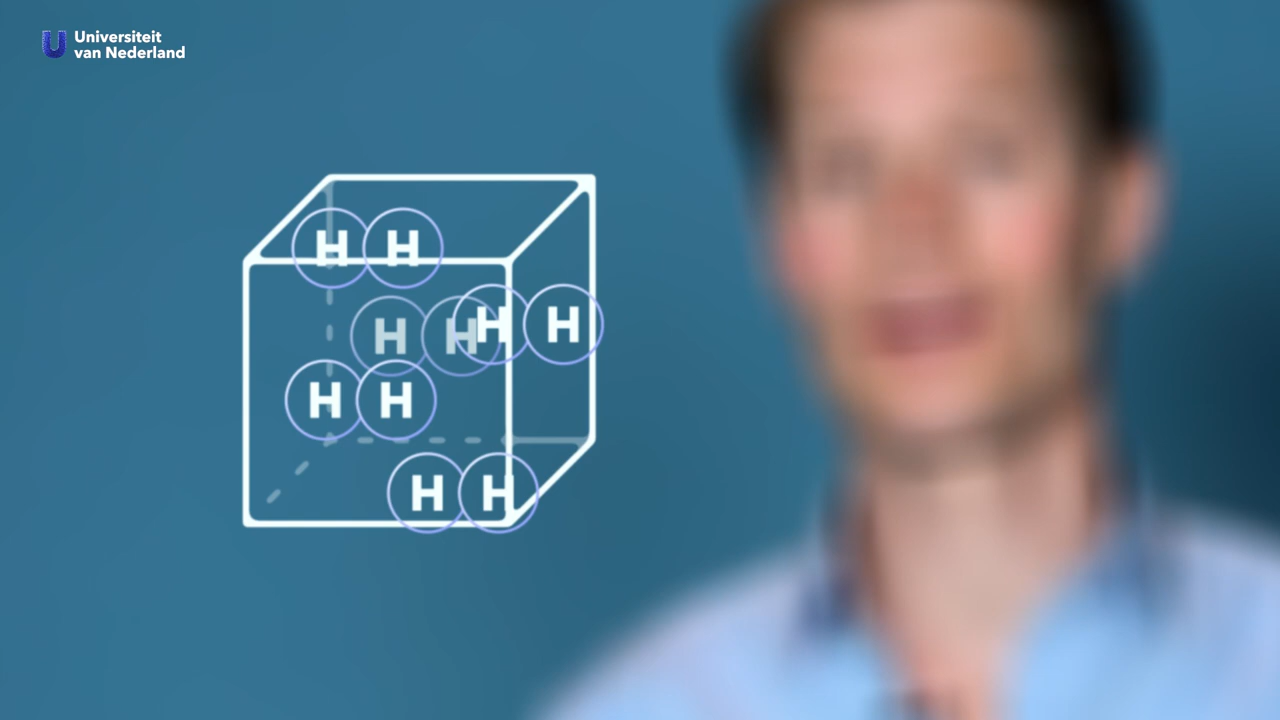 Universiteit
van Nederland
H H
H H H H
H H
H H